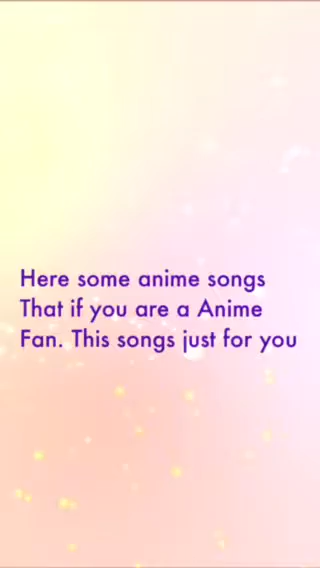 Here some anime songs
That if you are a Anime
Fan. This songs just for you